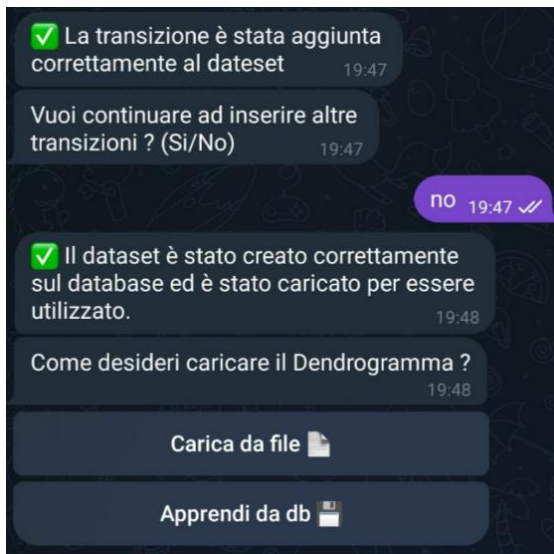 ✅ La transizione è stata aggiunta
correttamente al dateset 19:47
Vuoi continuare ad inserire altre
transizioni ? (Si/No) 19:47
no 19:47
✅ Il dataset è stato creato correttamente
sul database ed è stato caricato per essere
utilizzato. 19:48
Come desideri caricare il Dendrogramma ?
19:48
Carica da file 📄
Apprendi da db 💾